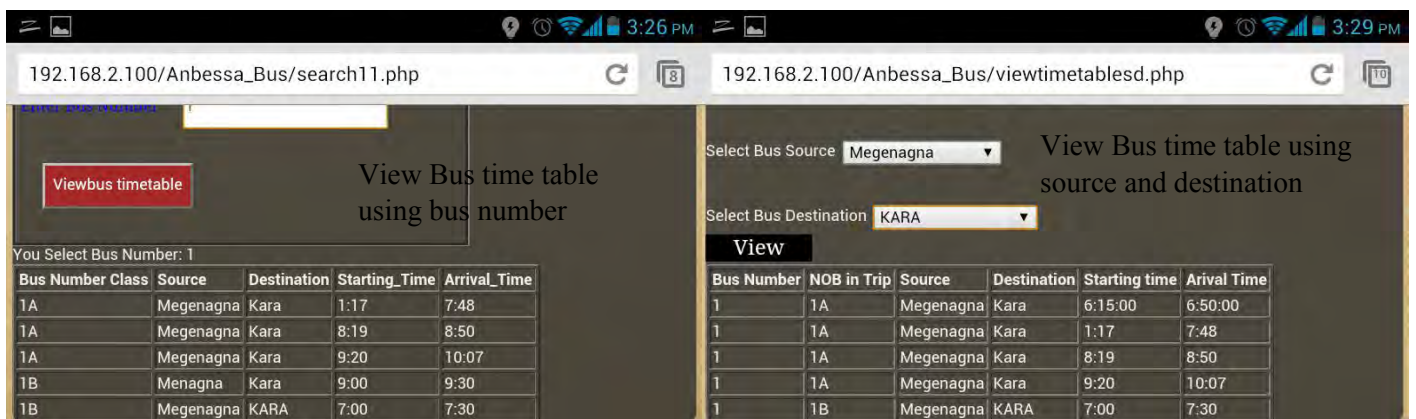 3:26 PM
192.168.2.100/Anbessa_Bus/search11.php
8
Enter Bus Number
Viewbus timetable
View Bus time table
using bus number
You Select Bus Number: 1
Bus Number Class Source Destination Starting_Time Arrival_Time
1A Megenagna Kara 1:17 7:48
1A Megenagna Kara 8:19 8:50
1A Megenagna Kara 9:20 10:07
1B Menagna Kara 9:00 9:30
1B Megenagna KARA 7:00 7:30
3:29 PM
192.168.2.100/Anbessa_Bus/viewtimetablesd.php
10
Select Bus Source Megenagna
View Bus time table using
source and destination
Select Bus Destination KARA
View
Bus Number NOB in Trip Source Destination Starting time Arival Time
1 1A Megenagna Kara 6:15:00 6:50:00
1 1A Megenagna Kara 1:17 7:48
1 1A Megenagna Kara 8:19 8:50
1 1A Megenagna Kara 9:20 10:07
1 1B Megenagna KARA 7:00 7:30